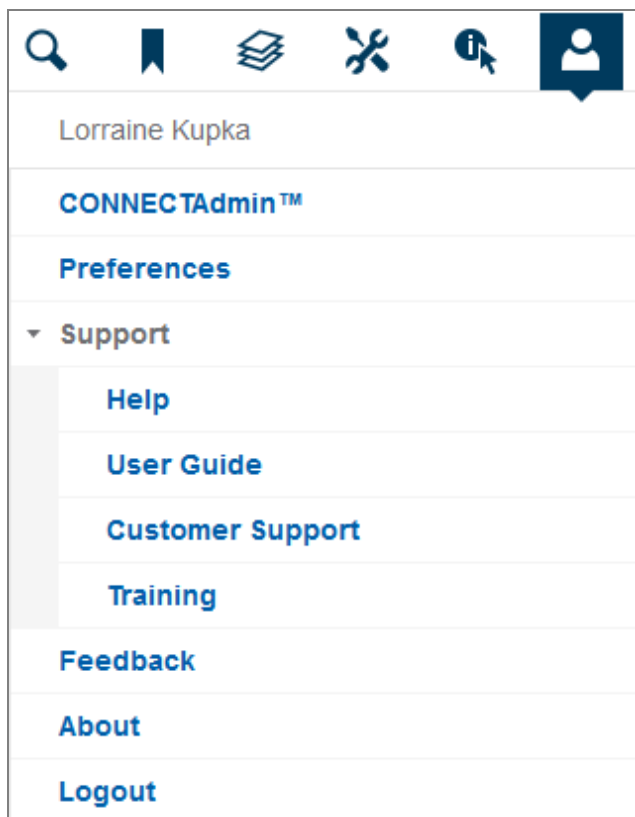 Lorraine Kupka
CONNECTAdmin™
Preferences
Support
Help
User Guide
Customer Support
Training
Feedback
About
Logout